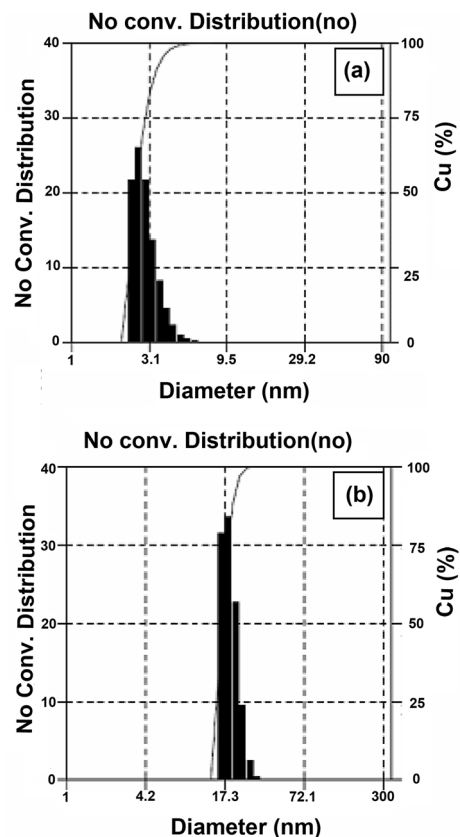 No conv. Distribution(no)
(a)
40
30
20
10
0
No Conv. Distribution
100
75
50
25
0
Cu (%)
1 3.1 9.5 29.2 90
Diameter (nm)
No conv. Distribution(no)
(b)
40
30
20
10
0
No Conv. Distribution
100
75
50
25
0
Cu (%)
1 4.2 17.3 72.1 300
Diameter (nm)